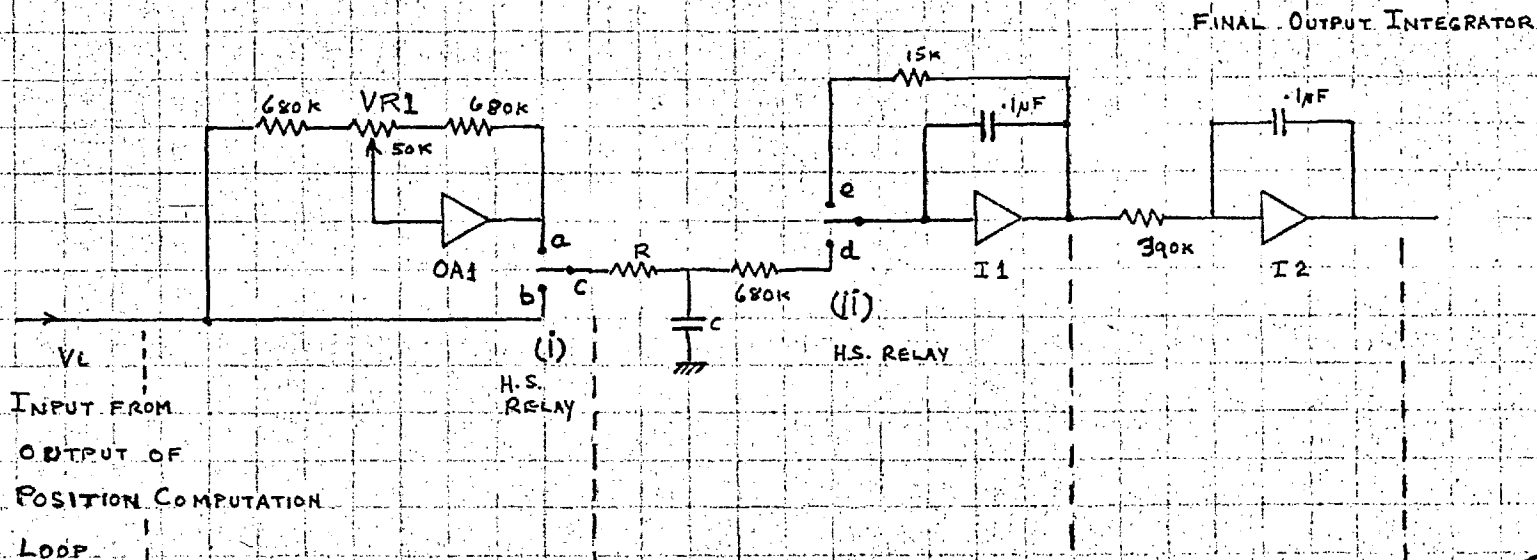 FINAL OUTPUT INTEGRATOR
15K
680K VR1 680K
50K
.1µF
.1µF
e
a
OA1
R
d
I1
390K
I2
b
c
680K
(ii)
C
VL
(i)
H.S. RELAY
H.S.
RELAY
INPUT FROM
OUTPUT OF
POSITION COMPUTATION
LOOP